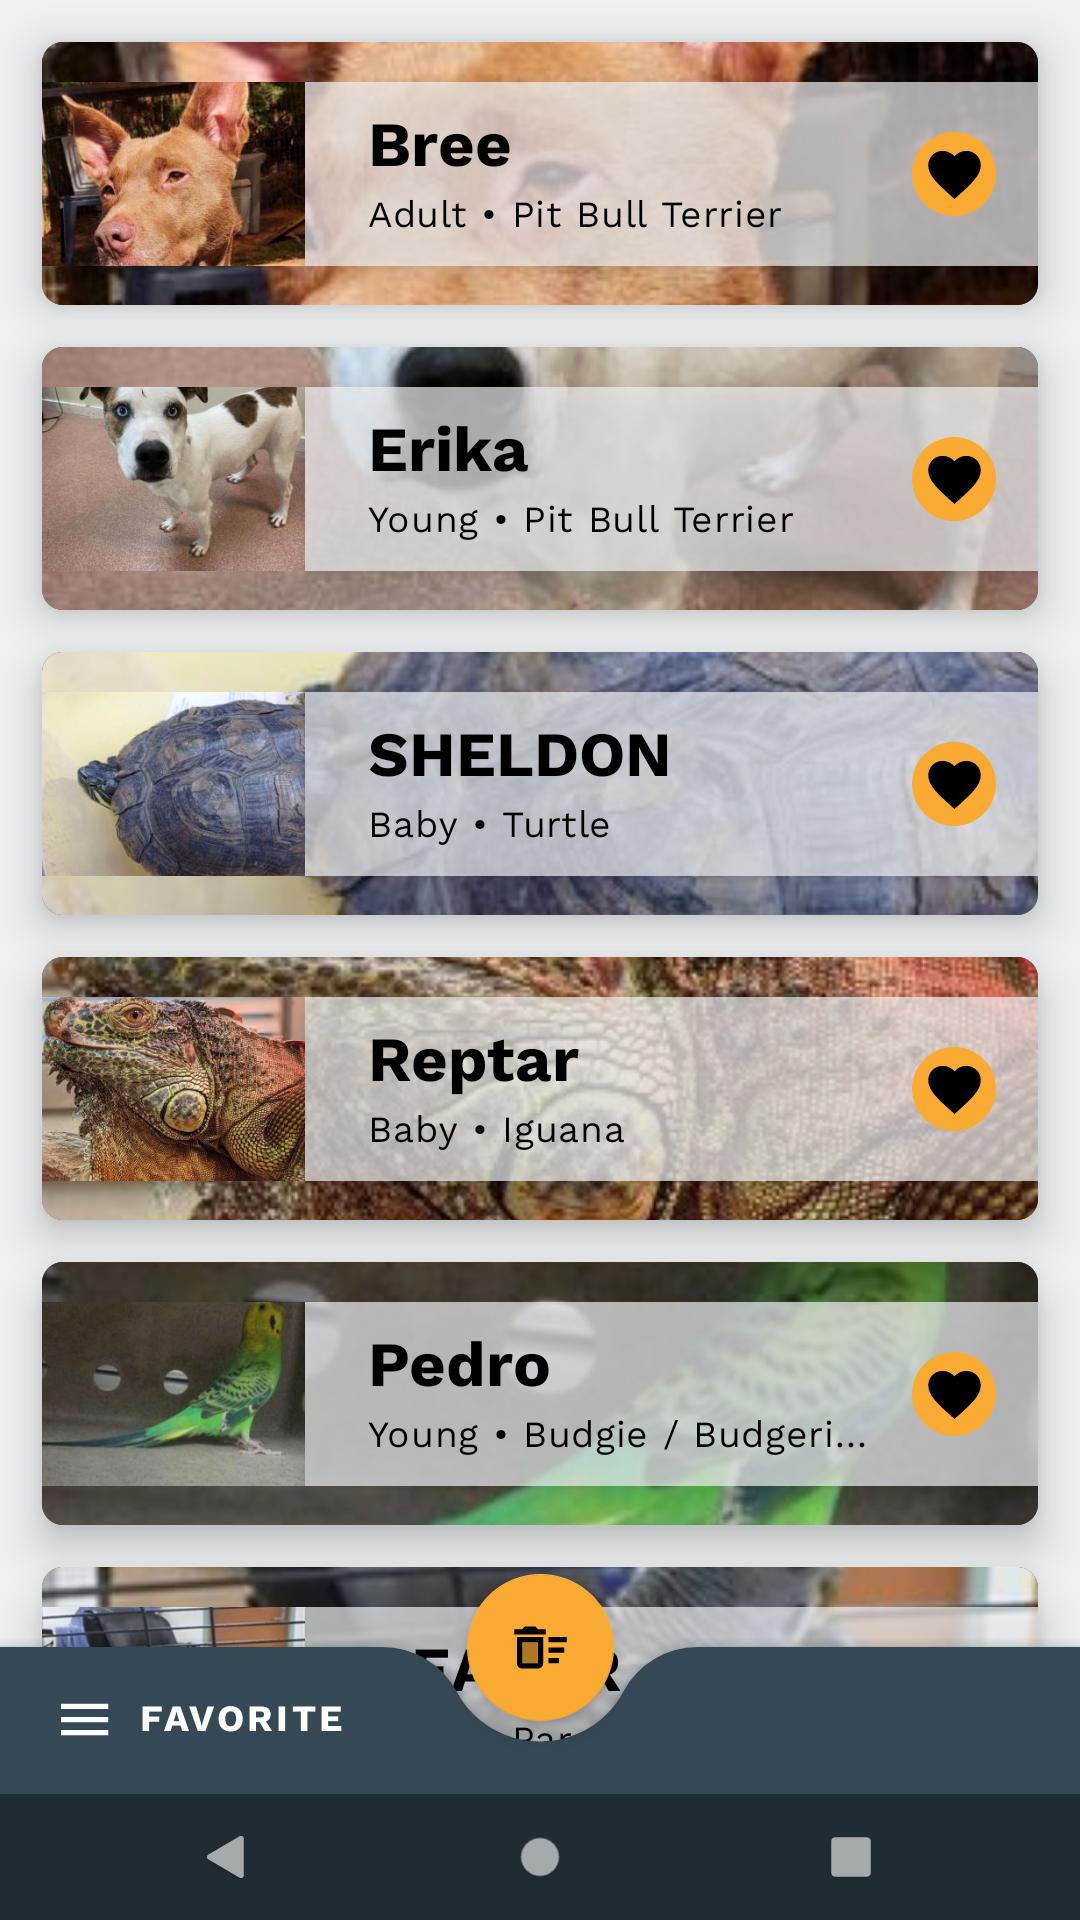 Bree
Adult • Pit Bull Terrier
Erika
Young • Pit Bull Terrier
SHELDON
Baby • Turtle
Reptar
Baby • Iguana
Pedro
Young • Budgie / Budgeri...
FAVORITE